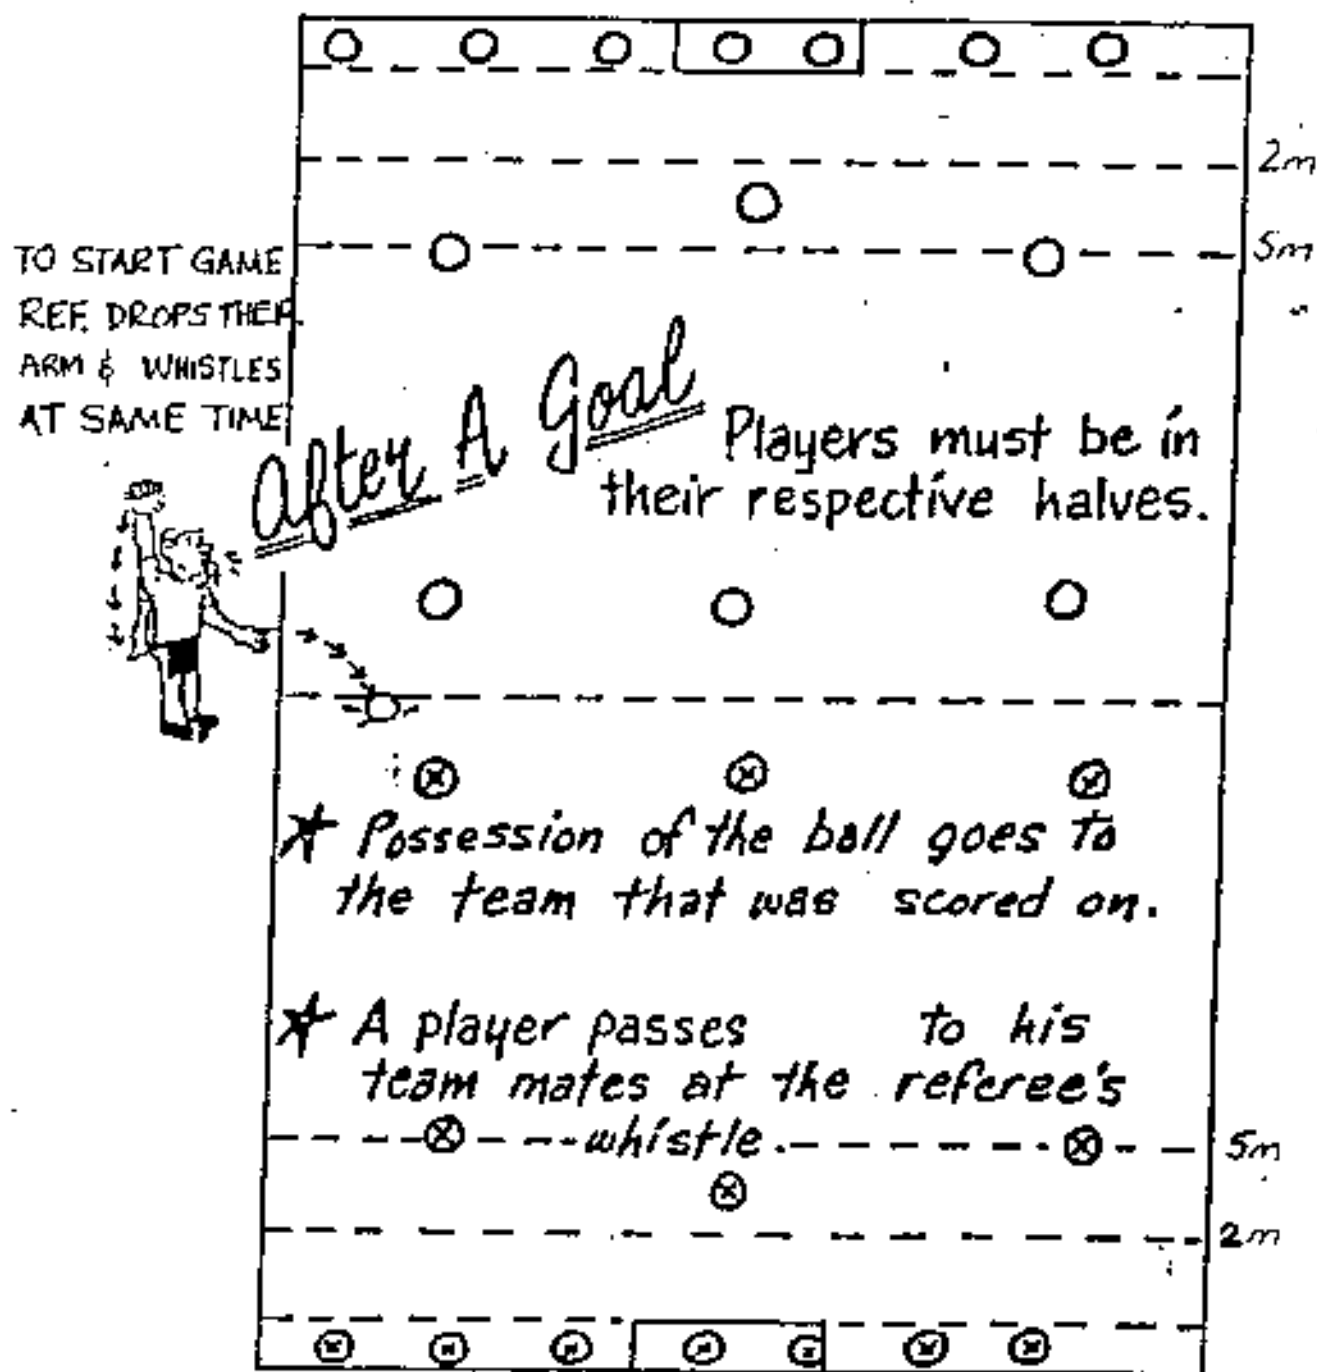 2m
5m
TO START GAME
REF. DROPS THEIR
ARM & WHISTLES
AT SAME TIME
After A Goal
Players must be in
their respective halves.
★ Possession of the ball goes to
the team that was scored on.
★ A player passes to his
team mates at the referee's
whistle.
5m
2m